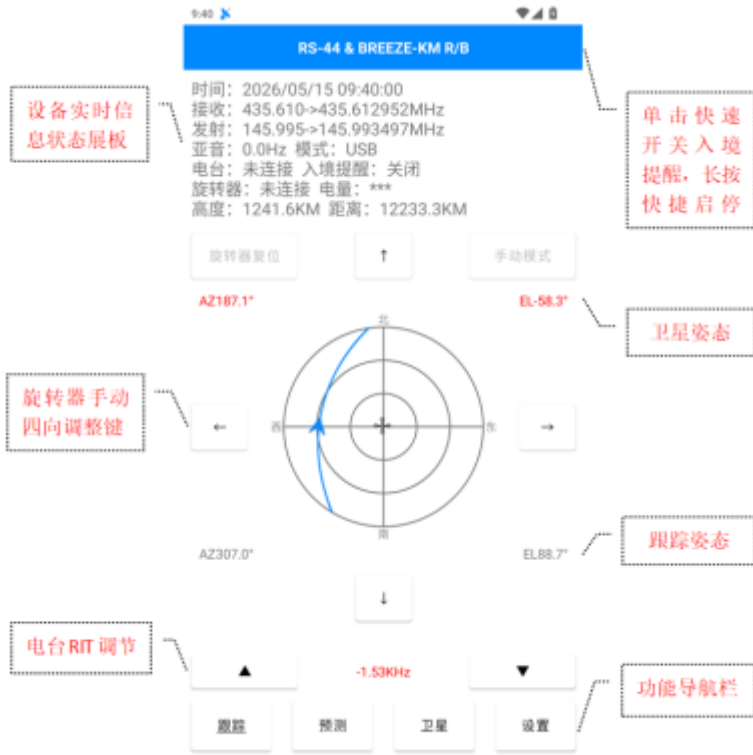 9:40
RS-44 & BREEZE-KM R/B
设备实时信
息状态展板
时间：2026/05/15 09:40:00
接收：435.610->435.612952MHz
发射：145.995->145.993497MHz
亚音：0.0Hz 模式：USB
电台：未连接 入境提醒：关闭
旋转器：未连接 电量：***
高度：1241.6KM 距离：12233.3KM
单击快速
开关入境
提醒，长按
快捷启停
旋转器复位
↑
手动模式
AZ187.1°
EL-58.3°
卫星姿态
北
旋转器手动
四向调整键
←
西
东
→
南
AZ307.0°
EL88.7°
跟踪姿态
↓
电台 RIT 调节
▲
-1.53KHz
▼
功能导航栏
跟踪
预测
卫星
设置